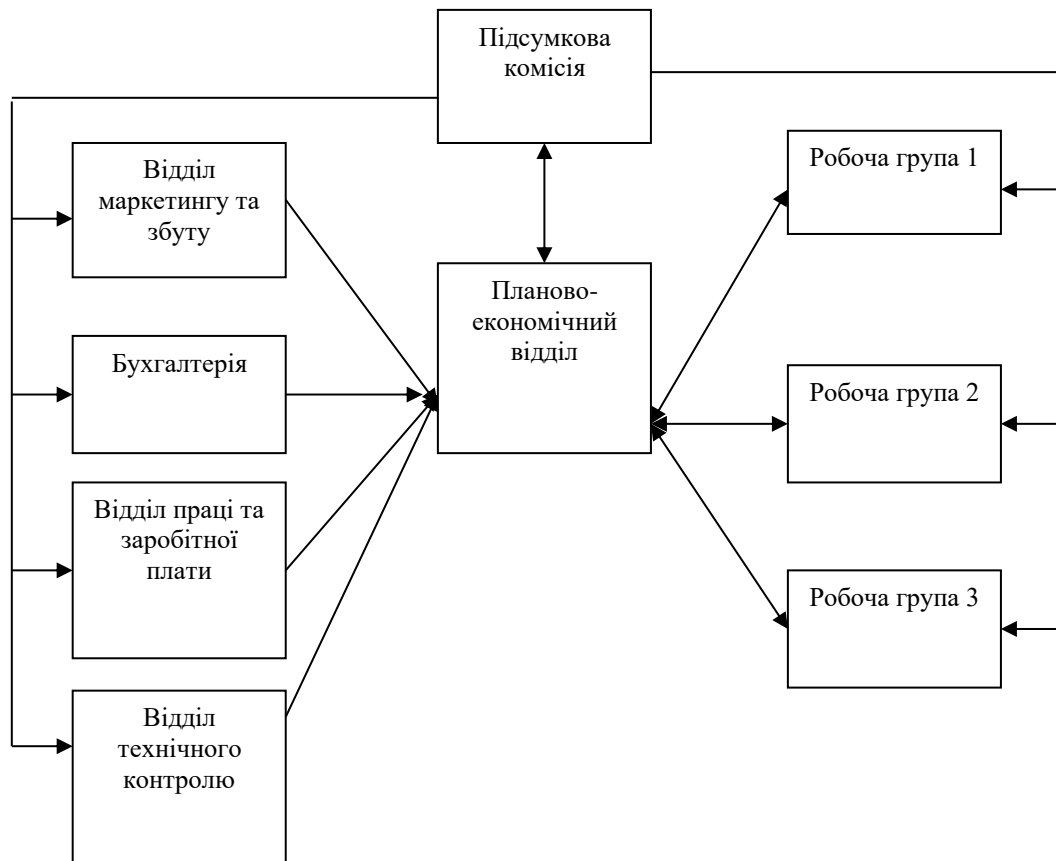 Підсумкова
комісія
Відділ
маркетингу та
збуту
Бухгалтерія
Відділ праці та
заробітної
плати
Відділ
технічного
контролю
Планово-
економічний
відділ
Робоча група 1
Робоча група 2
Робоча група 3